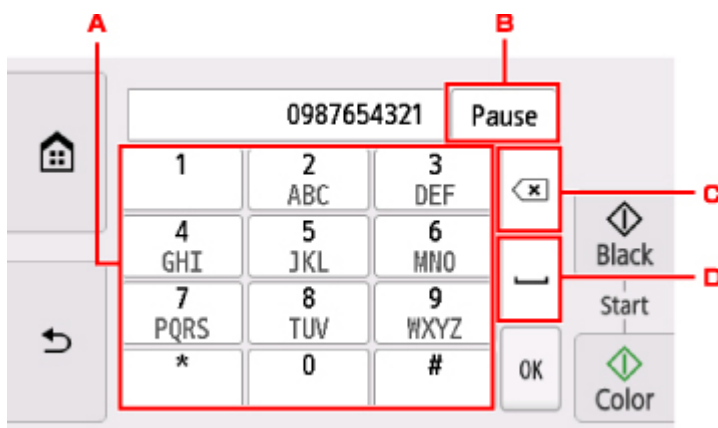 A
B
0987654321
Pause
1
2
ABC
3
DEF
C
4
GHI
5
JKL
6
MNO
Black
D
7
PQRS
8
TUV
9
WXYZ
Start
*
0
#
OK
Color